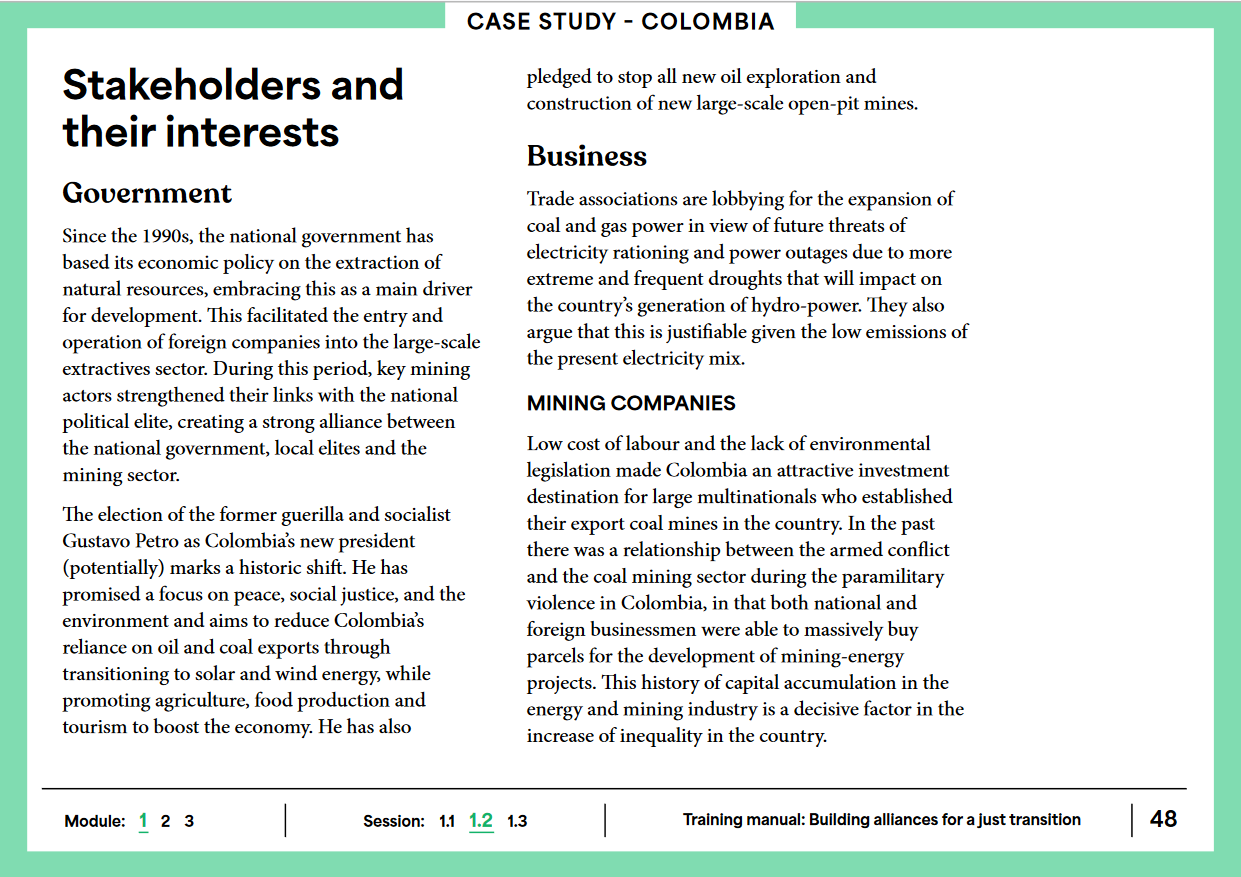 CASE STUDY - COLOMBIA
Stakeholders and
their interests
Government
Since the 1990s, the national government has
based its economic policy on the extraction of
natural resources, embracing this as a main driver
for development. This facilitated the entry and
operation of foreign companies into the large-scale
extractives sector. During this period, key mining
actors strengthened their links with the national
political elite, creating a strong alliance between
the national government, local elites and the
mining sector.
The election of the former guerilla and socialist
Gustavo Petro as Colombia’s new president
(potentially) marks a historic shift. He has
promised a focus on peace, social justice, and the
environment and aims to reduce Colombia’s
reliance on oil and coal exports through
transitioning to solar and wind energy, while
promoting agriculture, food production and
tourism to boost the economy. He has also
pledged to stop all new oil exploration and
construction of new large-scale open-pit mines.
Business
Trade associations are lobbying for the expansion of
coal and gas power in view of future threats of
electricity rationing and power outages due to more
extreme and frequent droughts that will impact on
the country’s generation of hydro-power. They also
argue that this is justifiable given the low emissions of
the present electricity mix.
MINING COMPANIES
Low cost of labour and the lack of environmental
legislation made Colombia an attractive investment
destination for large multinationals who established
their export coal mines in the country. In the past
there was a relationship between the armed conflict
and the coal mining sector during the paramilitary
violence in Colombia, in that both national and
foreign businessmen were able to massively buy
parcels for the development of mining-energy
projects. This history of capital accumulation in the
energy and mining industry is a decisive factor in the
increase of inequality in the country.
Module: 1 2 3
Session: 1.1 1.2 1.3
Training manual: Building alliances for a just transition
48